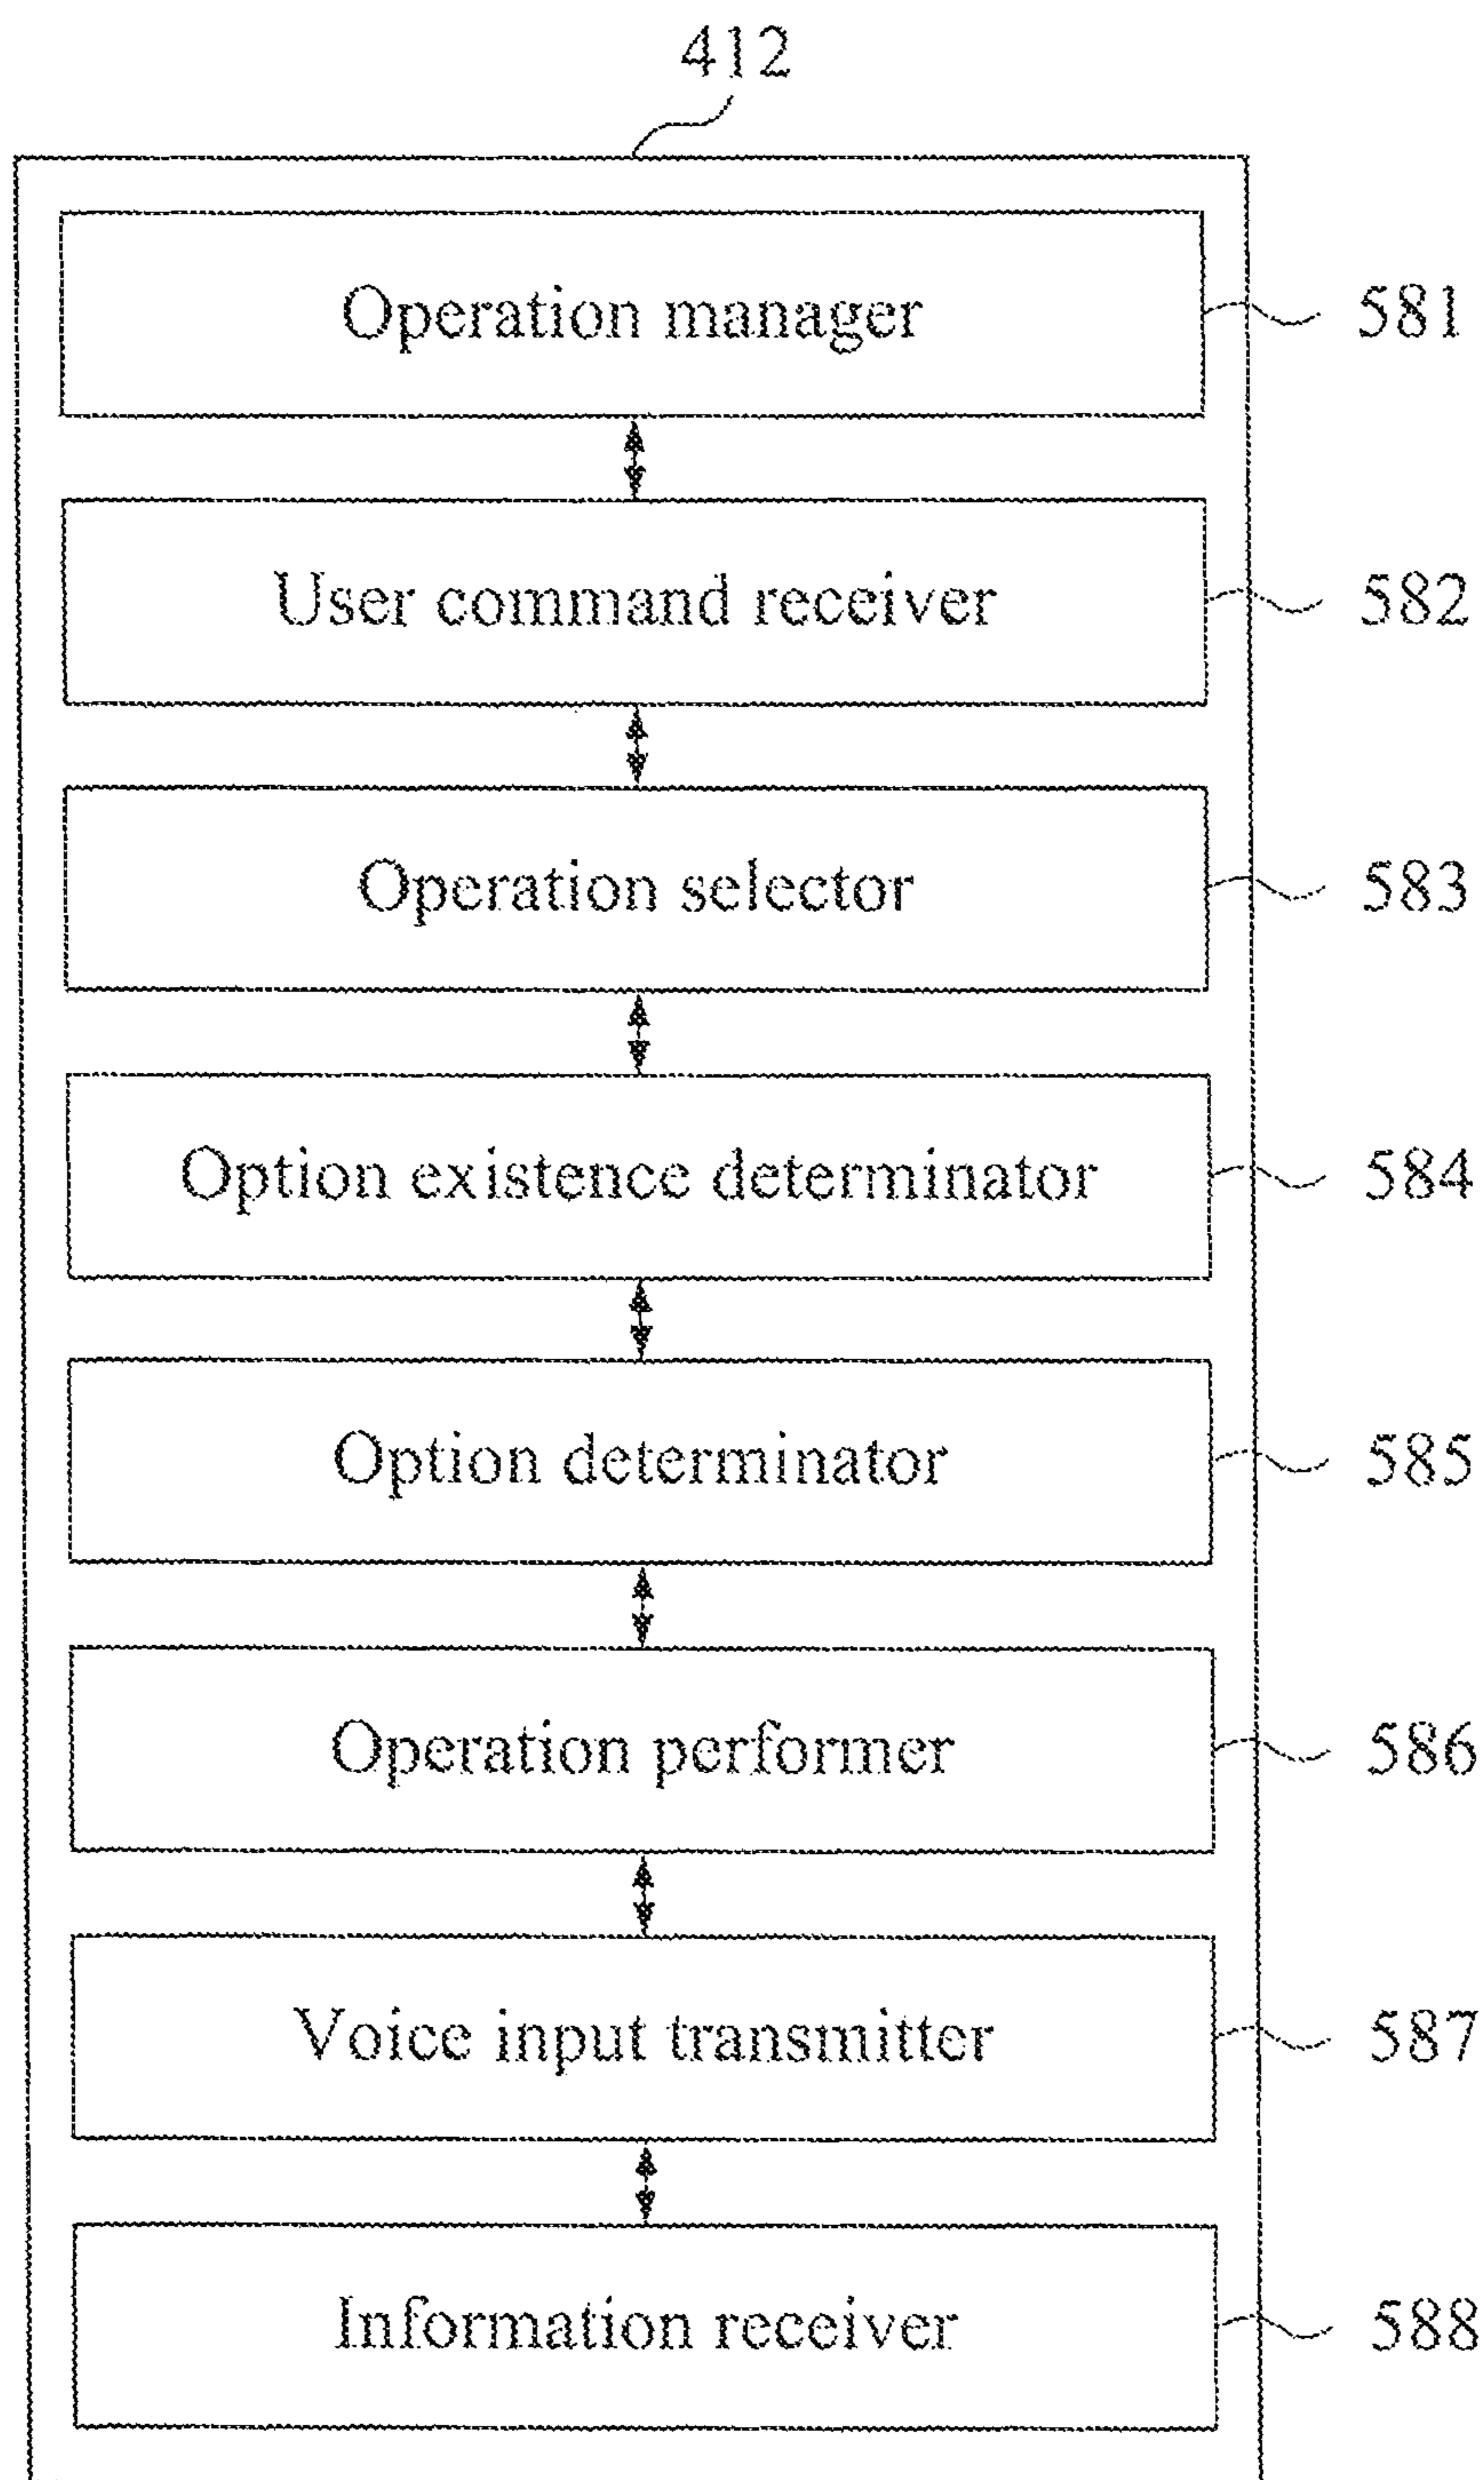 412
Operation manager
581
User command receiver
582
Operation selector
583
Option existence determinator
584
Option determinator
585
Operation performer
586
Voice input transmitter
587
Information receiver
588